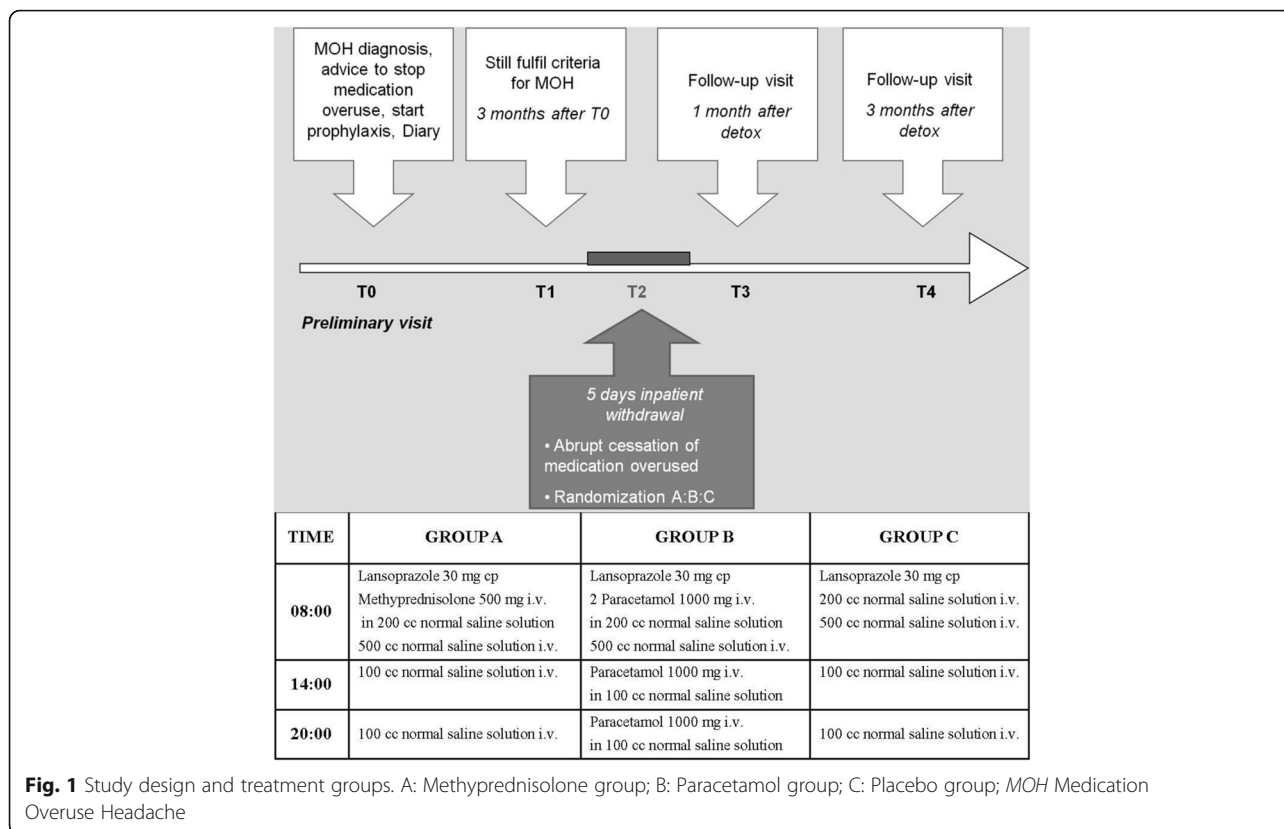 MOH diagnosis,
advice to stop
medication
overuse, start
prophylaxis, Diary
Still fulfil criteria
for MOH
3 months after T0
Follow-up visit
1 month after
detox
Follow-up visit
3 months after
detox
T0
T1
T2
T3
T4
Preliminary visit
5 days inpatient
withdrawal
• Abrupt cessation of
medication overused
• Randomization A:B:C
TIME GROUP A GROUP B GROUP C
08:00
Lansoprazole 30 mg cp
Methyprednisolone 500 mg i.v.
in 200 cc normal saline solution
500 cc normal saline solution i.v.
Lansoprazole 30 mg cp
2 Paracetamol 1000 mg i.v.
in 200 cc normal saline solution
500 cc normal saline solution i.v.
Lansoprazole 30 mg cp
200 cc normal saline solution i.v.
500 cc normal saline solution i.v.
14:00
100 cc normal saline solution i.v.
Paracetamol 1000 mg i.v.
in 100 cc normal saline solution
100 cc normal saline solution i.v.
20:00
100 cc normal saline solution i.v.
Paracetamol 1000 mg i.v.
in 100 cc normal saline solution
100 cc normal saline solution i.v.
Fig. 1 Study design and treatment groups. A: Methyprednisolone group; B: Paracetamol group; C: Placebo group; MOH Medication
Overuse Headache